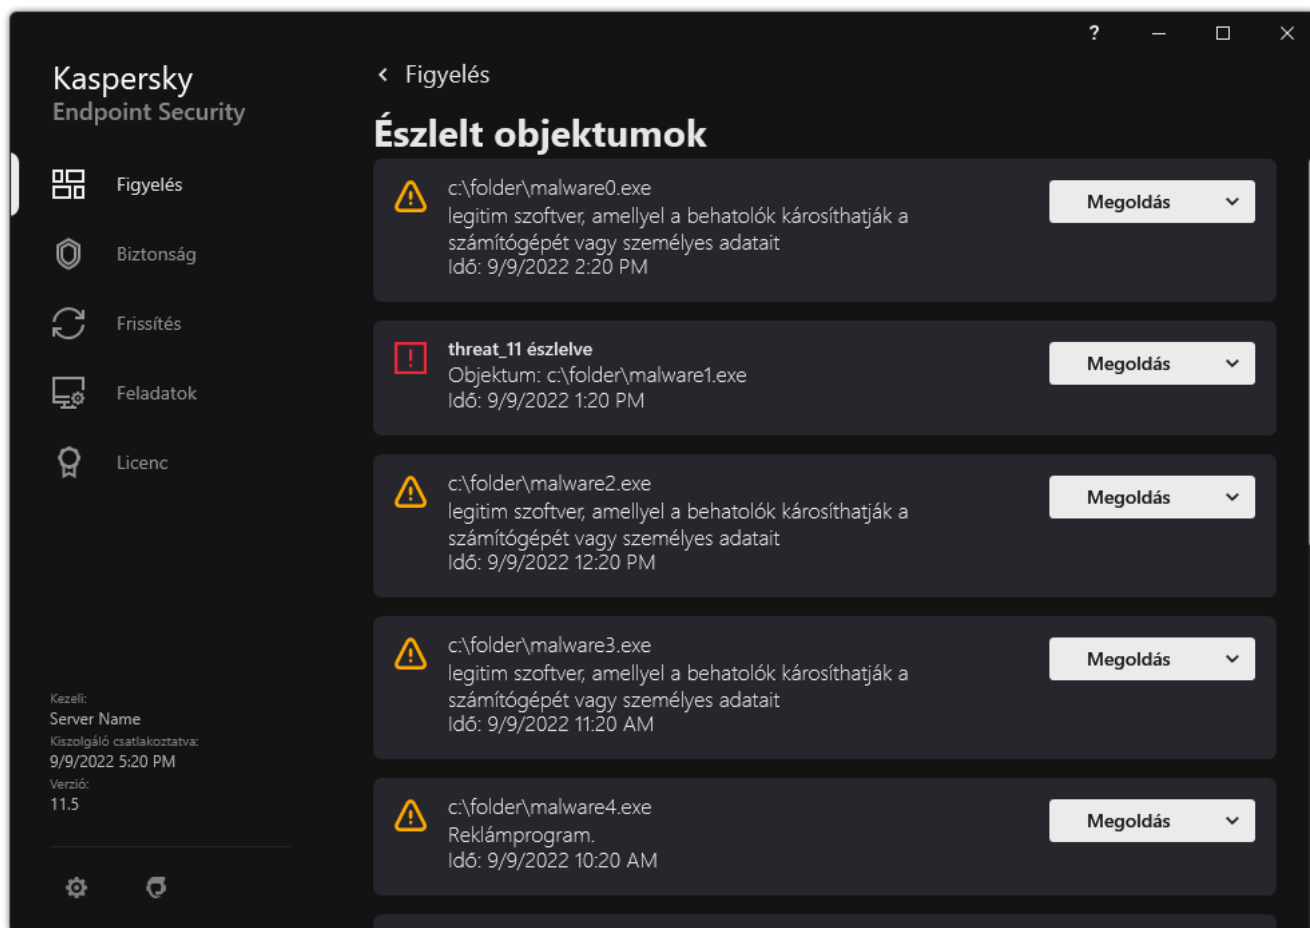 ?
Kaspersky
Endpoint Security
Figyelés
Biztonság
Frissítés
Feladatok
Licenc
Kezeli:
Server Name
Kiszolgáló csatlakoztatva:
9/9/2022 5:20 PM
Verzió:
11.5
Figyelés
Észlelt objektumok
c:\folder\malware0.exe
legitim szoftver, amellyel a behatolók károsíthatják a
számítógépét vagy személyes adatait
Idő: 9/9/2022 2:20 PM
Megoldás
threat_11 észlelve
Objektum: c:\folder\malware1.exe
Idő: 9/9/2022 1:20 PM
Megoldás
c:\folder\malware2.exe
legitim szoftver, amellyel a behatolók károsíthatják a
számítógépét vagy személyes adatait
Idő: 9/9/2022 12:20 PM
Megoldás
c:\folder\malware3.exe
legitim szoftver, amellyel a behatolók károsíthatják a
számítógépét vagy személyes adatait
Idő: 9/9/2022 11:20 AM
Megoldás
c:\folder\malware4.exe
Reklámprogram.
Idő: 9/9/2022 10:20 AM
Megoldás